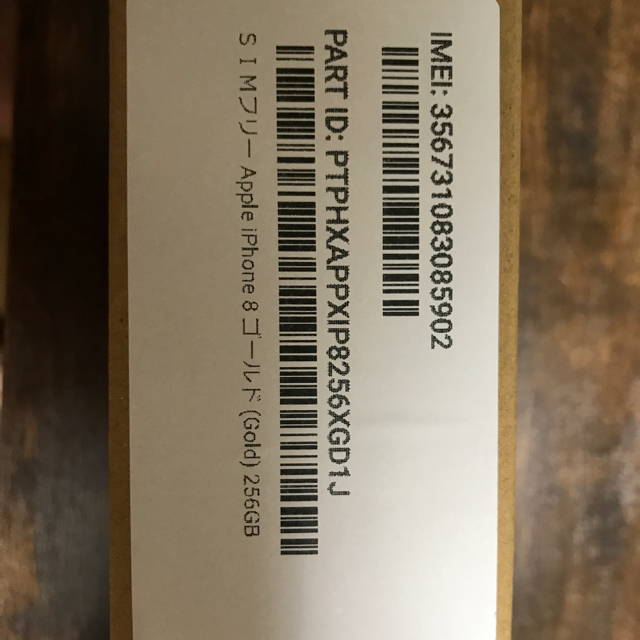 IMEI: 356731083085902
PART ID: PTPHXAPPXIP8256XGD1J
ＳＩＭフリー Apple iPhone 8 ゴールド (Gold) 256GB